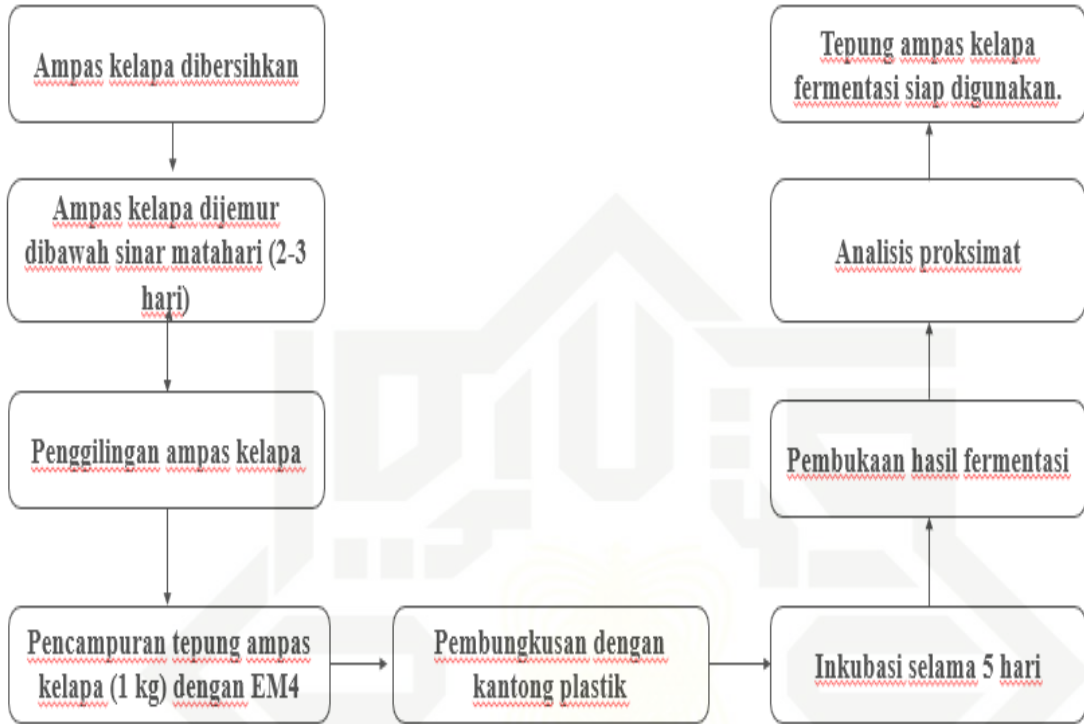 Ampas kelapa dibersihkan
Ampas kelapa dijemur
dibawah sinar matahari (2-3
hari)
Penggilingan ampas kelapa
Pencampuran tepung ampas
kelapa (1 kg) dengan EM4
Pembungkusan dengan
kantong plastik
Inkubasi selama 5 hari
Pembukaan hasil fermentasi
Analisis proksimat
Tepung ampas kelapa
fermentasi siap digunakan.